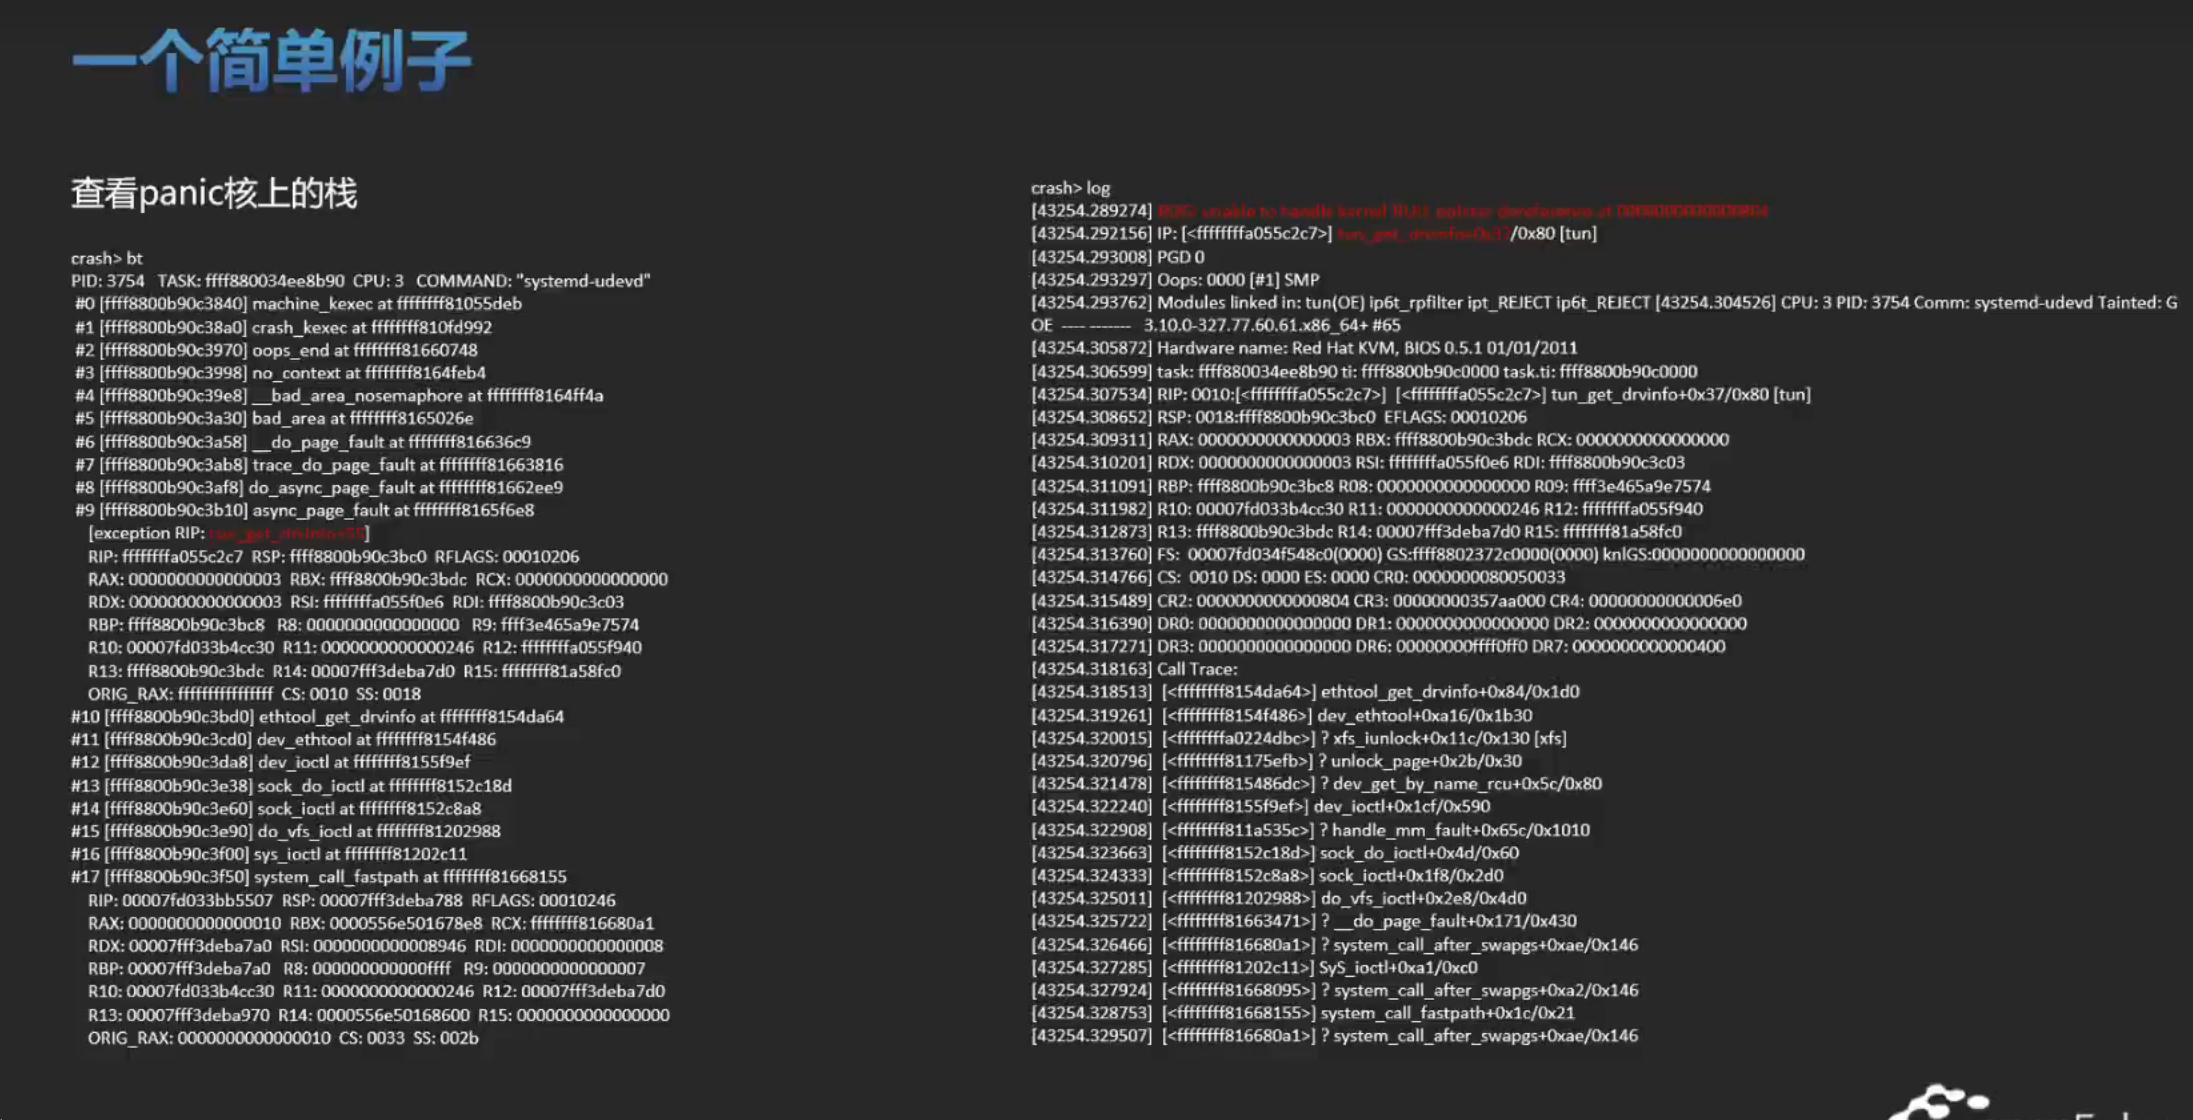 一个简单例子
查看panic核上的栈
crash> bt
PID: 3754 TASK: ffff880034ee8b90 CPU: 3 COMMAND: "systemd-udevd"
#0 [ffff8800b90c3840] machine_kexec at ffffffff81055deb
#1 [ffff8800b90c38a0] crash_kexec at ffffffff810fd992
#2 [ffff8800b90c3970] oops_end at ffffffff81660748
#3 [ffff8800b90c3998] no_context at ffffffff8164feb4
#4 [ffff8800b90c39e8] __bad_area_nosemaphore at ffffffff8164ff4a
#5 [ffff8800b90c3a30] bad_area at ffffffff8165026e
#6 [ffff8800b90c3a58] __do_page_fault at ffffffff816636c9
#7 [ffff8800b90c3ab8] trace_do_page_fault at ffffffff81663816
#8 [ffff8800b90c3af8] do_async_page_fault at ffffffff81662ee9
#9 [ffff8800b90c3b10] async_page_fault at ffffffff8165f6e8
[exception RIP: tun_get_drvinfo+55]
RIP: ffffffffa055c2c7 RSP: ffff8800b90c3bc0 RFLAGS: 00010206
RAX: 0000000000000003 RBX: ffff8800b90c3bdc RCX: 0000000000000000
RDX: 0000000000000003 RSI: ffffffffa055f0e6 RDI: ffff8800b90c3c03
RBP: ffff8800b90c3bc8 R8: 0000000000000000 R9: ffff3e465a9e7574
R10: 00007fd033b4cc30 R11: 0000000000000246 R12: ffffffffa055f940
R13: ffff8800b90c3bdc R14: 00007fff3deba7d0 R15: ffffffff81a58fc0
ORIG_RAX: ffffffffffffffff CS: 0010 SS: 0018
#10 [ffff8800b90c3bd0] ethtool_get_drvinfo at ffffffff8154da64
#11 [ffff8800b90c3cd0] dev_ethtool at ffffffff8154f486
#12 [ffff8800b90c3da8] dev_ioctl at ffffffff8155f9ef
#13 [ffff8800b90c3e38] sock_do_ioctl at ffffffff8152c18d
#14 [ffff8800b90c3e60] sock_ioctl at ffffffff8152c8a8
#15 [ffff8800b90c3e90] do_vfs_ioctl at ffffffff81202988
#16 [ffff8800b90c3f00] sys_ioctl at ffffffff81202c11
#17 [ffff8800b90c3f50] system_call_fastpath at ffffffff81668155
RIP: 00007fd033bb5507 RSP: 00007fff3deba788 RFLAGS: 00010246
RAX: 0000000000000010 RBX: 0000556e501678e8 RCX: ffffffff816680a1
RDX: 00007fff3deba7a0 RSI: 0000000000008946 RDI: 0000000000000008
RBP: 00007fff3deba7a0 R8: 000000000000ffff R9: 0000000000000007
R10: 00007fd033b4cc30 R11: 0000000000000246 R12: 00007fff3deba7d0
R13: 00007fff3deba970 R14: 0000556e50168600 R15: 0000000000000000
ORIG_RAX: 0000000000000010 CS: 0033 SS: 002b
crash> log
[43254.289274] BUG: unable to handle kernel NULL pointer dereference at 0000000000000804
[43254.292156] IP: [<ffffffffa055c2c7>] tun_get_drvinfo+0x37/0x80 [tun]
[43254.293008] PGD 0
[43254.293297] Oops: 0000 [#1] SMP
[43254.293762] Modules linked in: tun(OE) ip6t_rpfilter ipt_REJECT ip6t_REJECT [43254.304526] CPU: 3 PID: 3754 Comm: systemd-udevd Tainted: G
OE ---- ------- 3.10.0-327.77.60.61.x86_64+ #65
[43254.305872] Hardware name: Red Hat KVM, BIOS 0.5.1 01/01/2011
[43254.306599] task: ffff880034ee8b90 ti: ffff8800b90c0000 task.ti: ffff8800b90c0000
[43254.307534] RIP: 0010:[<ffffffffa055c2c7>] [<ffffffffa055c2c7>] tun_get_drvinfo+0x37/0x80 [tun]
[43254.308652] RSP: 0018:ffff8800b90c3bc0 EFLAGS: 00010206
[43254.309311] RAX: 0000000000000003 RBX: ffff8800b90c3bdc RCX: 0000000000000000
[43254.310201] RDX: 0000000000000003 RSI: ffffffffa055f0e6 RDI: ffff8800b90c3c03
[43254.311091] RBP: ffff8800b90c3bc8 R08: 0000000000000000 R09: ffff3e465a9e7574
[43254.311982] R10: 00007fd033b4cc30 R11: 0000000000000246 R12: ffffffffa055f940
[43254.312873] R13: ffff8800b90c3bdc R14: 00007fff3deba7d0 R15: ffffffff81a58fc0
[43254.313760] FS: 00007fd034f548c0(0000) GS:ffff8802372c0000(0000) knlGS:0000000000000000
[43254.314766] CS: 0010 DS: 0000 ES: 0000 CR0: 0000000080050033
[43254.315489] CR2: 0000000000000804 CR3: 00000000357aa000 CR4: 00000000000006e0
[43254.316390] DR0: 0000000000000000 DR1: 0000000000000000 DR2: 0000000000000000
[43254.317271] DR3: 0000000000000000 DR6: 00000000ffff0ff0 DR7: 0000000000000400
[43254.318163] Call Trace:
[43254.318513] [<ffffffff8154da64>] ethtool_get_drvinfo+0x84/0x1d0
[43254.319261] [<ffffffff8154f486>] dev_ethtool+0xa16/0x1b30
[43254.320015] [<ffffffffa0224dbc>] ? xfs_iunlock+0x11c/0x130 [xfs]
[43254.320796] [<ffffffff81175efb>] ? unlock_page+0x2b/0x30
[43254.321478] [<ffffffff815486dc>] ? dev_get_by_name_rcu+0x5c/0x80
[43254.322240] [<ffffffff8155f9ef>] dev_ioctl+0x1cf/0x590
[43254.322908] [<ffffffff811a535c>] ? handle_mm_fault+0x65c/0x1010
[43254.323663] [<ffffffff8152c18d>] sock_do_ioctl+0x4d/0x60
[43254.324333] [<ffffffff8152c8a8>] sock_ioctl+0x1f8/0x2d0
[43254.325011] [<ffffffff81202988>] do_vfs_ioctl+0x2e8/0x4d0
[43254.325722] [<ffffffff81663471>] ? __do_page_fault+0x171/0x430
[43254.326466] [<ffffffff816680a1>] ? system_call_after_swapgs+0xae/0x146
[43254.327285] [<ffffffff81202c11>] SyS_ioctl+0xa1/0xc0
[43254.327924] [<ffffffff81668095>] ? system_call_after_swapgs+0xa2/0x146
[43254.328753] [<ffffffff81668155>] system_call_fastpath+0x1c/0x21
[43254.329507] [<ffffffff816680a1>] ? system_call_after_swapgs+0xae/0x146